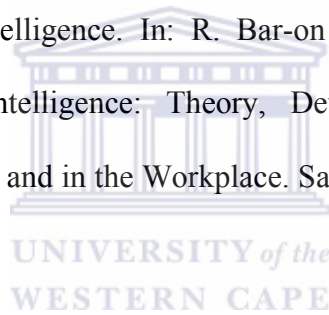 elligence. In: R. Bar-on
ntelligence: Theory, De
and in the Workplace. Sa
UNIVERSITY of the
WESTERN CAPE